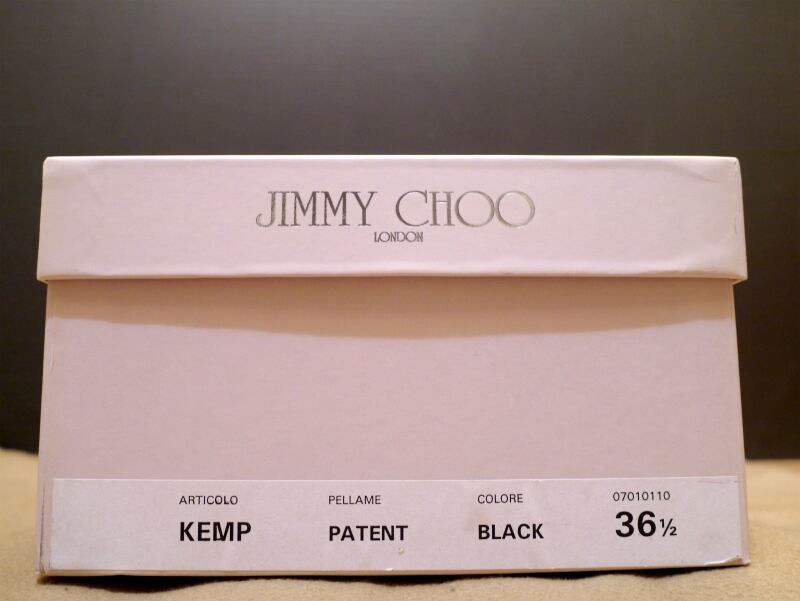 JIMMY CHOO
LONDON
ARTICOLO PELLAME COLORE 07010110
KEMP PATENT BLACK 36½